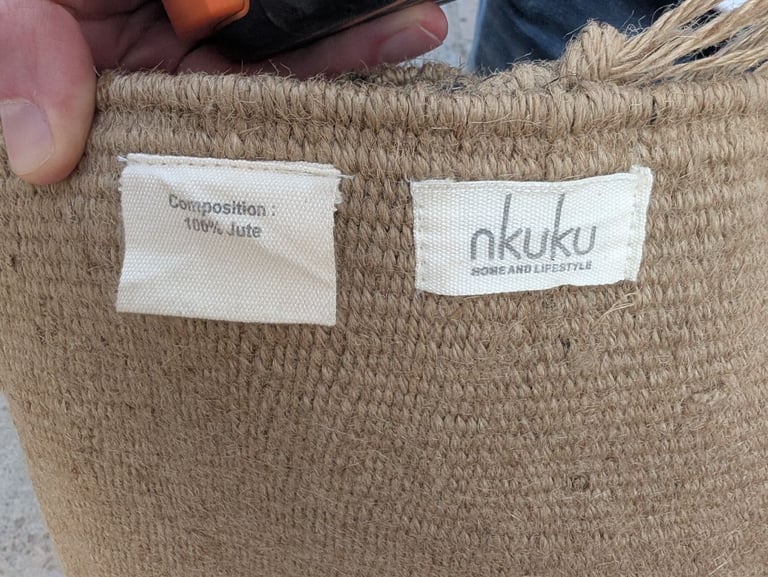 Composition :
100% Jute
nkuku
HOME AND LIFESTYLE